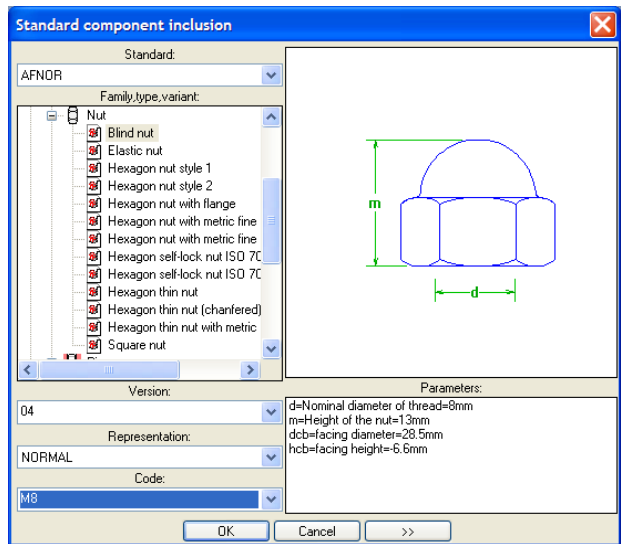 Standard component inclusion
Standard:
AFNOR
Family,type,variant:
Nut
Blind nut
Elastic nut
Hexagon nut style 1
Hexagon nut style 2
Hexagon nut with flange
Hexagon nut with metric fine
Hexagon nut with metric fine
Hexagon self-lock nut ISO 70
Hexagon self-lock nut ISO 70
Hexagon thin nut
Hexagon thin nut (chanfered)
Hexagon thin nut with metric
Square nut
m
d
Version:
04
Representation:
NORMAL
Code:
M8
Parameters:
d=Nominal diameter of thread=8mm
m=Height of the nut=13mm
dcb=facing diameter=28.5mm
hcb=facing height=-6.6mm
OK
Cancel
>>